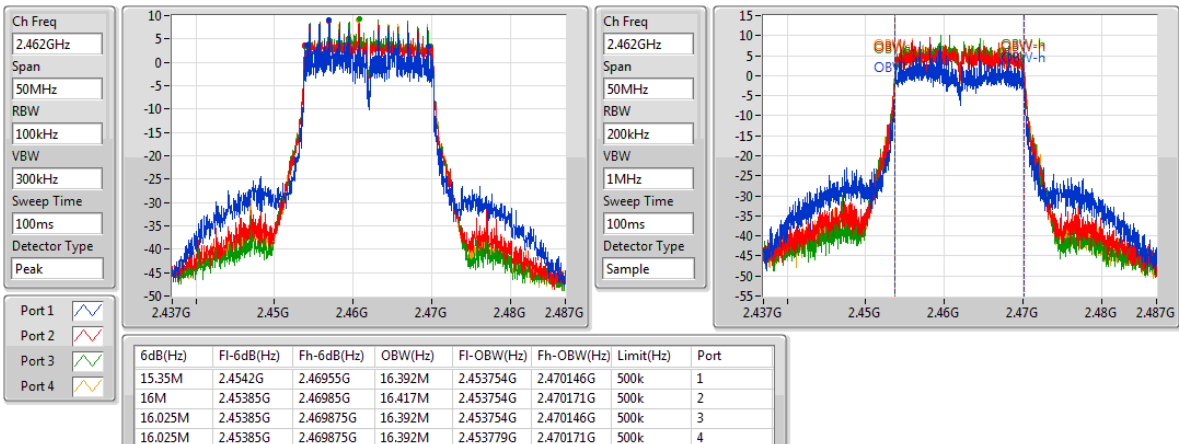 Ch Freq
2.462GHz
Span
50MHz
RBW
100kHz
VBW
300kHz
Sweep Time
100ms
Detector Type
Peak
10
5
0
-5
-10
-15
-20
-25
-30
-35
-40
-45
-50
2.437G 2.45G 2.46G 2.47G 2.487G
Ch Freq
2.462GHz
Span
50MHz
RBW
200kHz
VBW
1MHz
Sweep Time
100ms
Detector Type
Sample
15
10
5
0
-5
-10
-15
-20
-25
-30
-35
-40
-45
-50
-55
OBW-h
2.437G 2.45G 2.46G 2.47G 2.48G 2.487G
Port 1
Port 2
Port 3
Port 4
6dB(Hz) Fl-6dB(Hz) Fh-6dB(Hz) OBW(Hz) Fl-OBW(Hz) Fh-OBW(Hz) Limit(Hz) Port
15.35M 2.4542G 2.46955G 16.392M 2.453754G 2.470146G 500k 1
16M 2.45385G 2.46985G 16.417M 2.453754G 2.470171G 500k 2
16.025M 2.45385G 2.469875G 16.392M 2.453754G 2.470146G 500k 3
16.025M 2.45385G 2.469875G 16.392M 2.453779G 2.470171G 500k 4